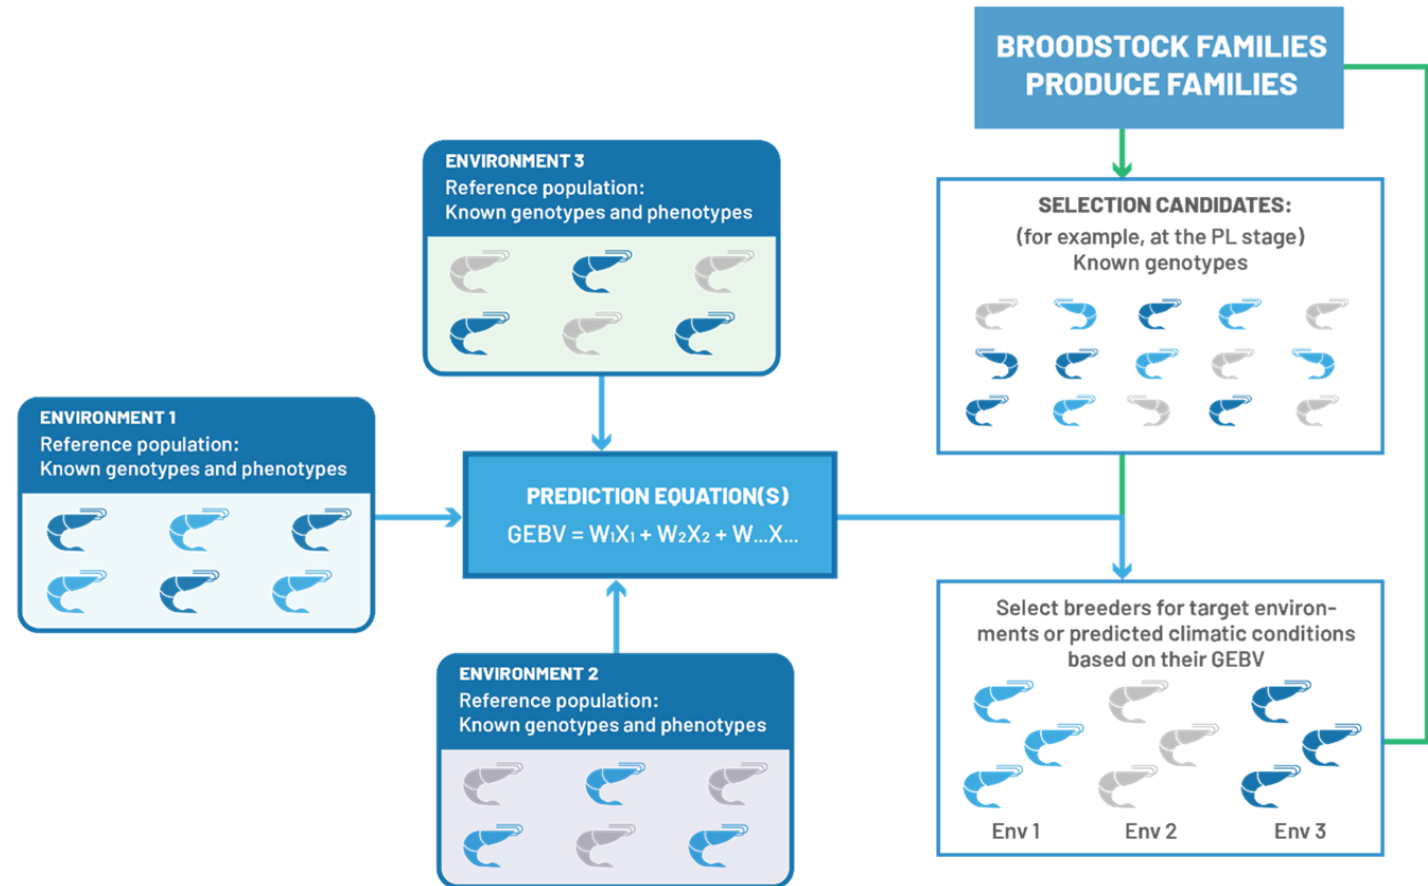 BROODSTOCK FAMILIES
PRODUCE FAMILIES
ENVIRONMENT 3
Reference population:
Known genotypes and phenotypes
SELECTION CANDIDATES:
(for example, at the PL stage)
Known genotypes
ENVIRONMENT 1
Reference population:
Known genotypes and phenotypes
PREDICTION EQUATION(S)
GEBV = W₁X₁ + W₂X₂ + W...X...
ENVIRONMENT 2
Reference population:
Known genotypes and phenotypes
Select breeders for target environ-
ments or predicted climatic conditions
based on their GEBV
Env 1 Env 2 Env 3